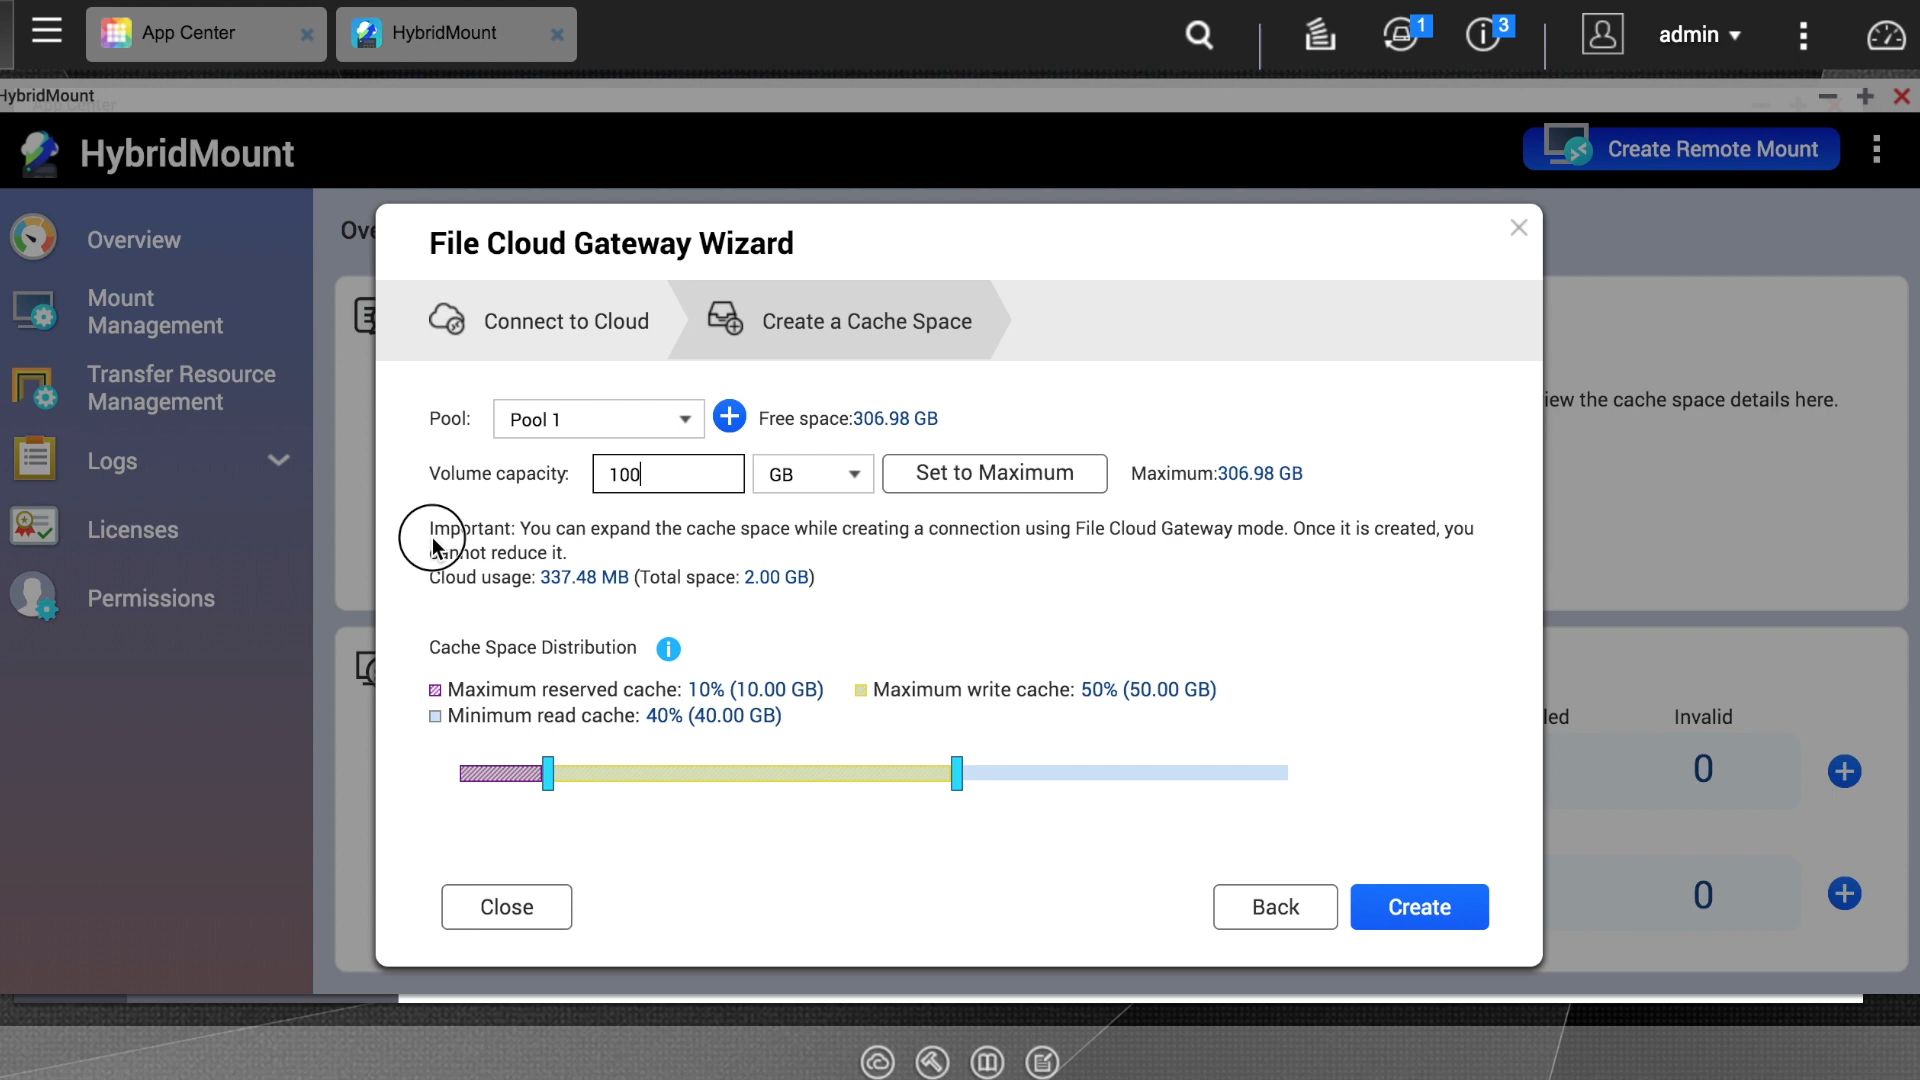 App Center
HybridMount
1
3
admin
HybridMount
HybridMount
Create Remote Mount
Overview
Mount
Management
Transfer Resource
Management
Logs
Licenses
Permissions
File Cloud Gateway Wizard
Connect to Cloud
Create a Cache Space
Pool:
Pool 1
Free space:306.98 GB
Volume capacity:
100
GB
Set to Maximum
Maximum:306.98 GB
Important: You can expand the cache space while creating a connection using File Cloud Gateway mode. Once it is created, you
cannot reduce it.
Cloud usage: 337.48 MB (Total space: 2.00 GB)
Cache Space Distribution
Maximum reserved cache: 10% (10.00 GB) Maximum write cache: 50% (50.00 GB)
Minimum read cache: 40% (40.00 GB)
Close
Back
Create
iew the cache space details here.
Invalid
0
0